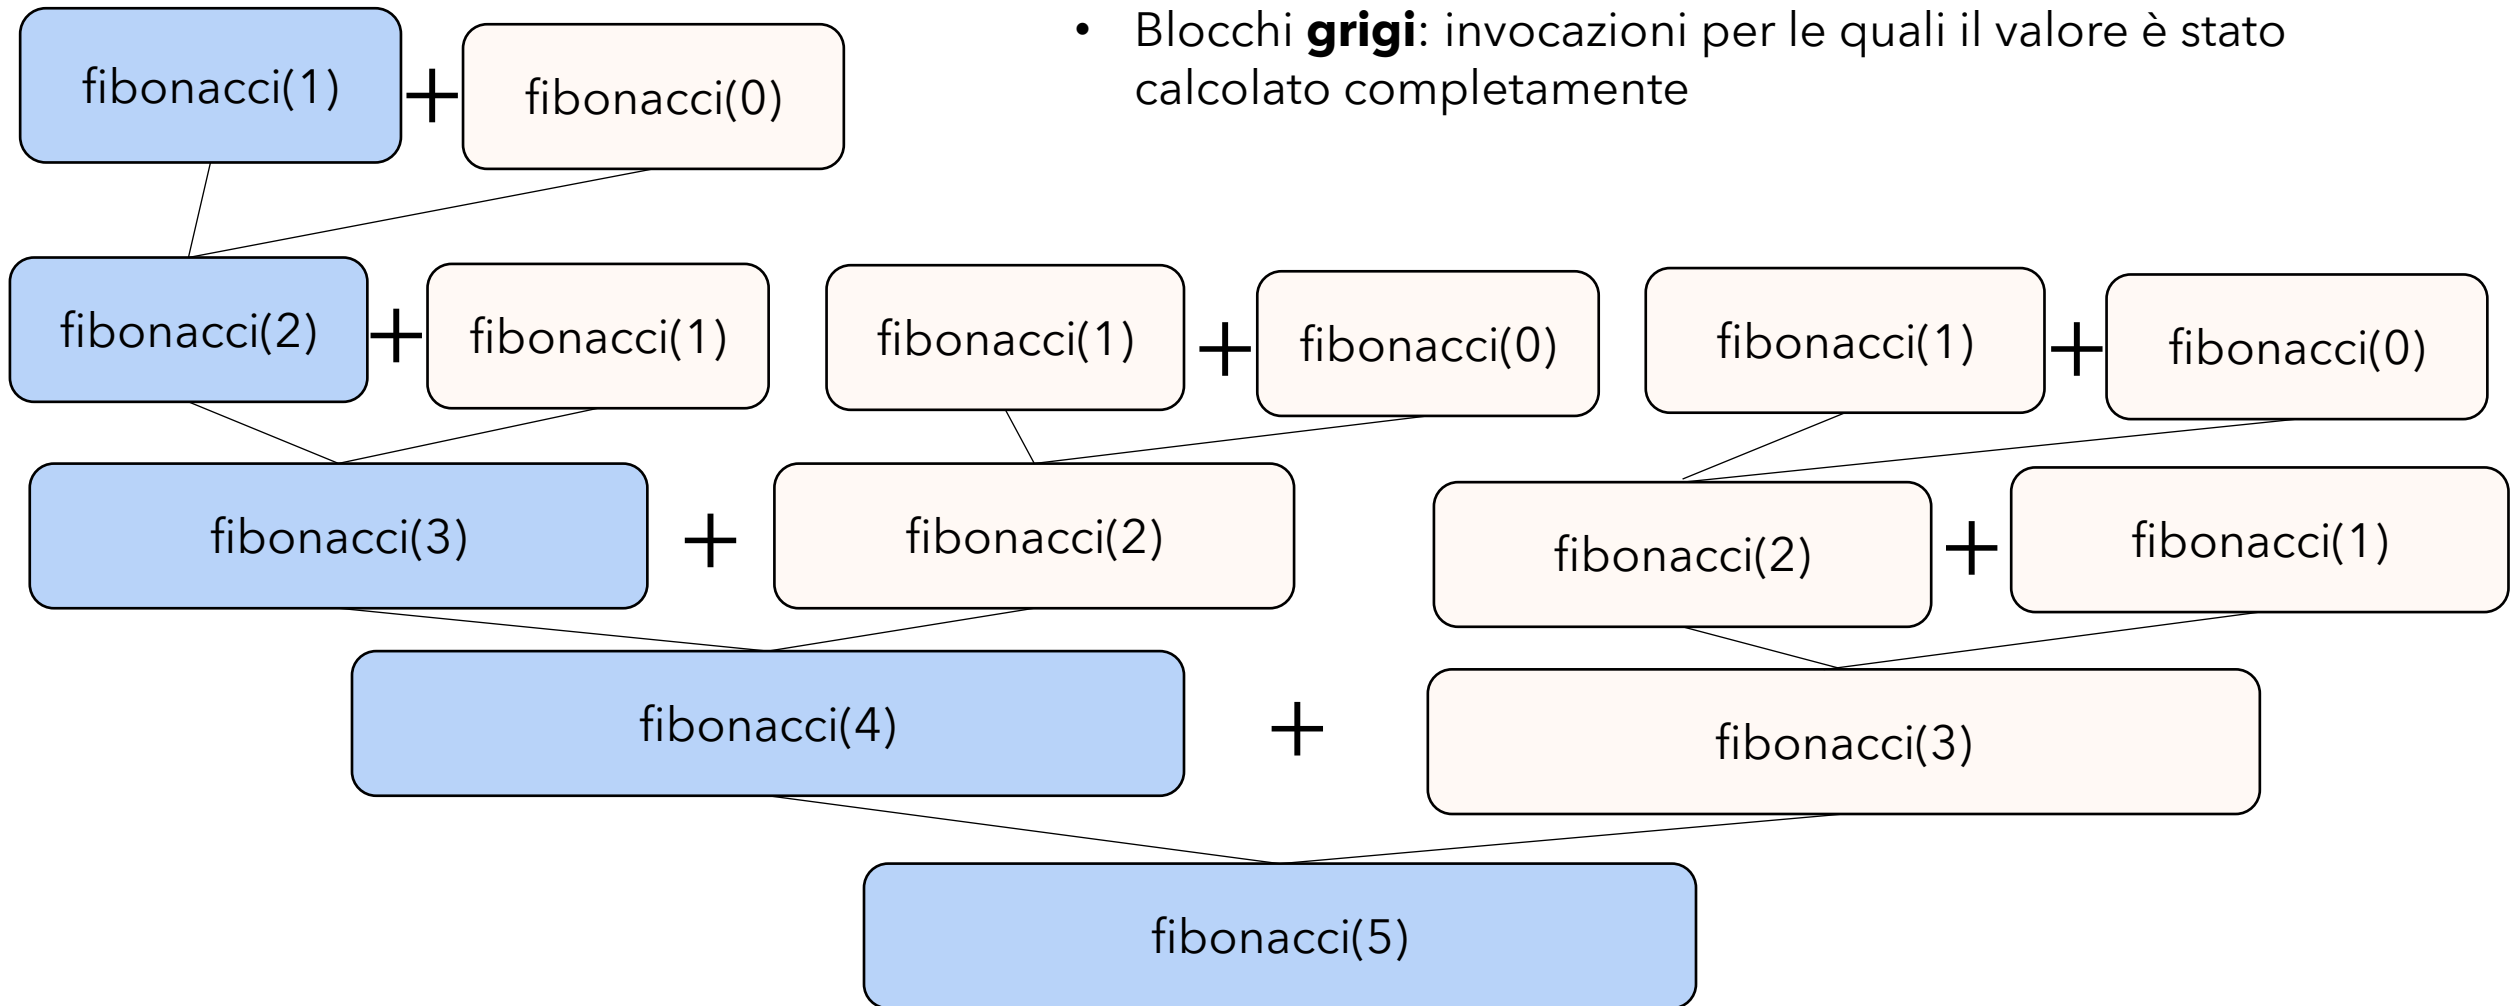 • Blocchi grigi: invocazioni per le quali il valore è stato
calcolato completamente
fibonacci(1) + fibonacci(0)
fibonacci(2) + fibonacci(1) fibonacci(1) + fibonacci(0) fibonacci(1) + fibonacci(0)
fibonacci(3) + fibonacci(2) fibonacci(2) + fibonacci(1)
fibonacci(4) + fibonacci(3)
fibonacci(5)